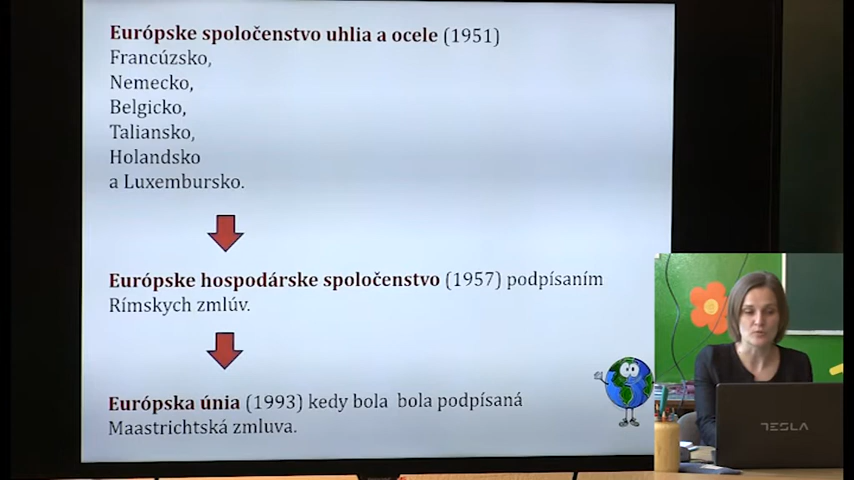 Európske spoločenstvo uhlia a ocele (1951)
Francúzsko,
Nemecko,
Belgicko,
Taliansko,
Holandsko
a Luxembursko.
Európske hospodárske spoločenstvo (1957) podpísaním
Rímskych zmlúv.
Európska únia (1993) kedy bola  bola podpísaná
Maastrichtská zmluva.
TESLA